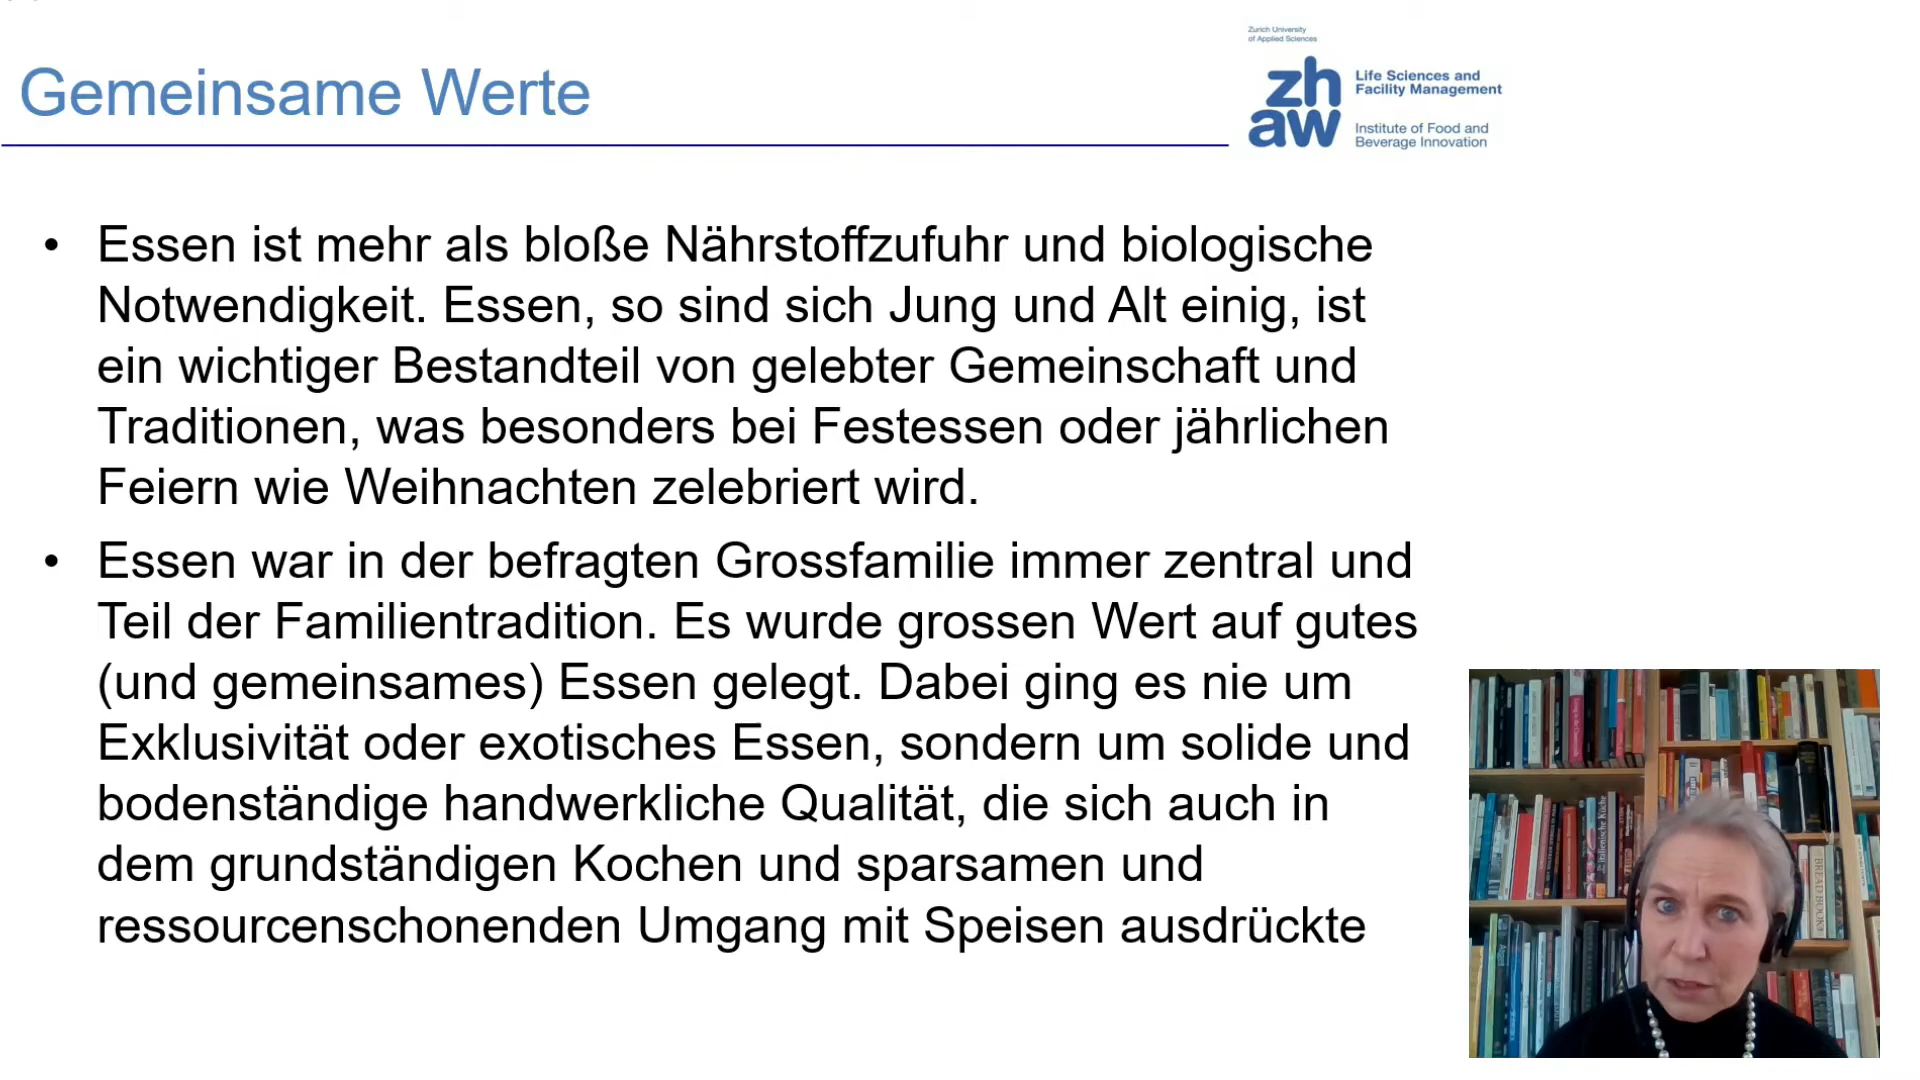 Gemeinsame Werte
Zurich University
of Applied Sciences
zh
aw
Life Sciences and
Facility Management
Institute of Food and
Beverage Innovation
• Essen ist mehr als bloße Nährstoffzufuhr und biologische
Notwendigkeit. Essen, so sind sich Jung und Alt einig, ist
ein wichtiger Bestandteil von gelebter Gemeinschaft und
Traditionen, was besonders bei Festessen oder jährlichen
Feiern wie Weihnachten zelebriert wird.
• Essen war in der befragten Grossfamilie immer zentral und
Teil der Familientradition. Es wurde grossen Wert auf gutes
(und gemeinsames) Essen gelegt. Dabei ging es nie um
Exklusivität oder exotisches Essen, sondern um solide und
bodenständige handwerkliche Qualität, die sich auch in
dem grundständigen Kochen und sparsamen und
ressourcenschonenden Umgang mit Speisen ausdrückte